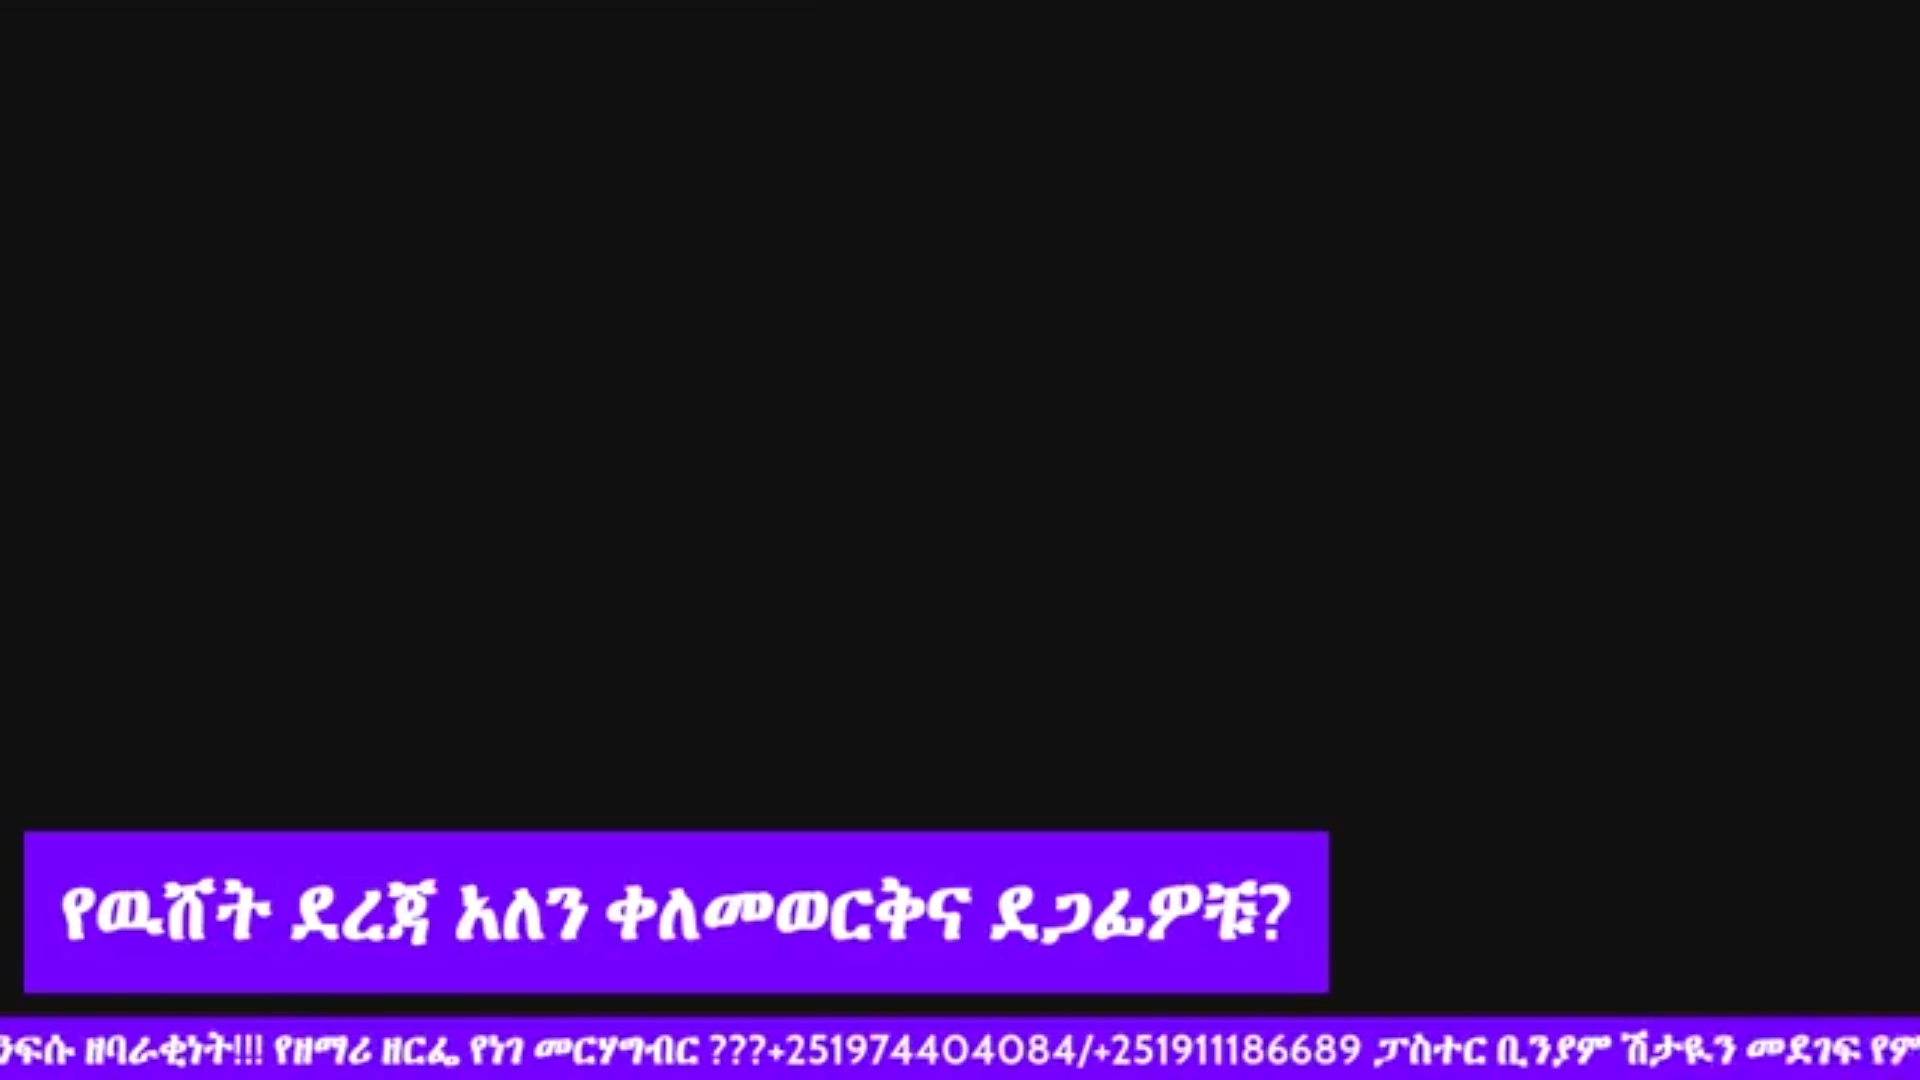 የዉሸት ደረጃ አለን ቀለመወርቅና ደጋፊዎቹ?
ዘባራቂነት!!! የዘማሪ ዘርፌ የነገ መርሃግብር ???+251974404084/+251911186689 ፓስተር ቢንያም ሽታዬን መደገፍ